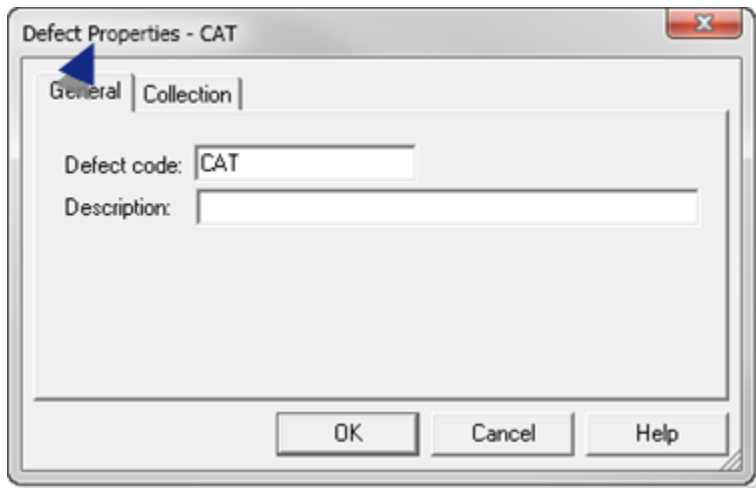 Defect Properties - CAT
General Collection
Defect code: CAT
Description:
OK Cancel Help